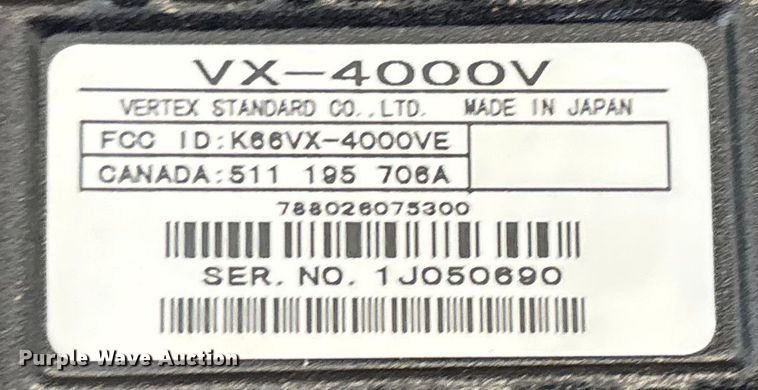 VX-4000V
VERTEX STANDARD CO.,LTD. MADE IN JAPAN
FCC ID:K66VX-4000VE
CANADA:511 195 706A
788026075300
SER. NO. 1J050690
Purple Wave Auction